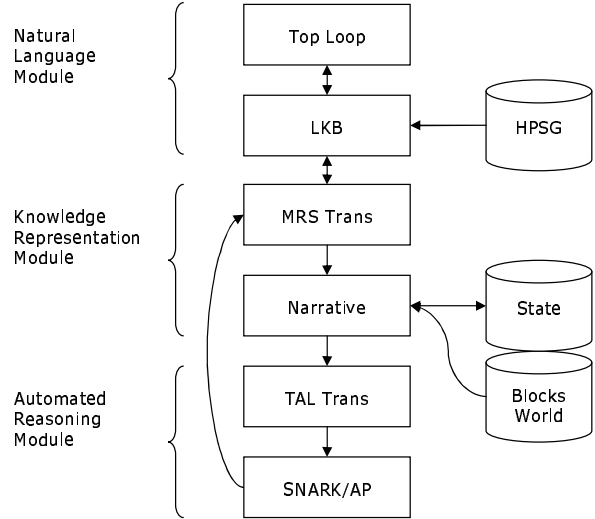 Natural
Language
Module
Top Loop
LKB
HPSG
Knowledge
Representation
Module
MRS Trans
Narrative
State
Blocks
World
Automated
Reasoning
Module
TAL Trans
SNARK/AP